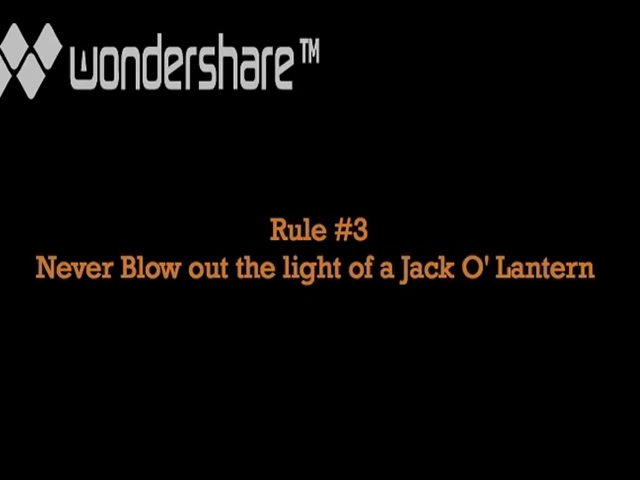 wondershare™
Rule #3
Never Blow out the light of a Jack O' Lantern